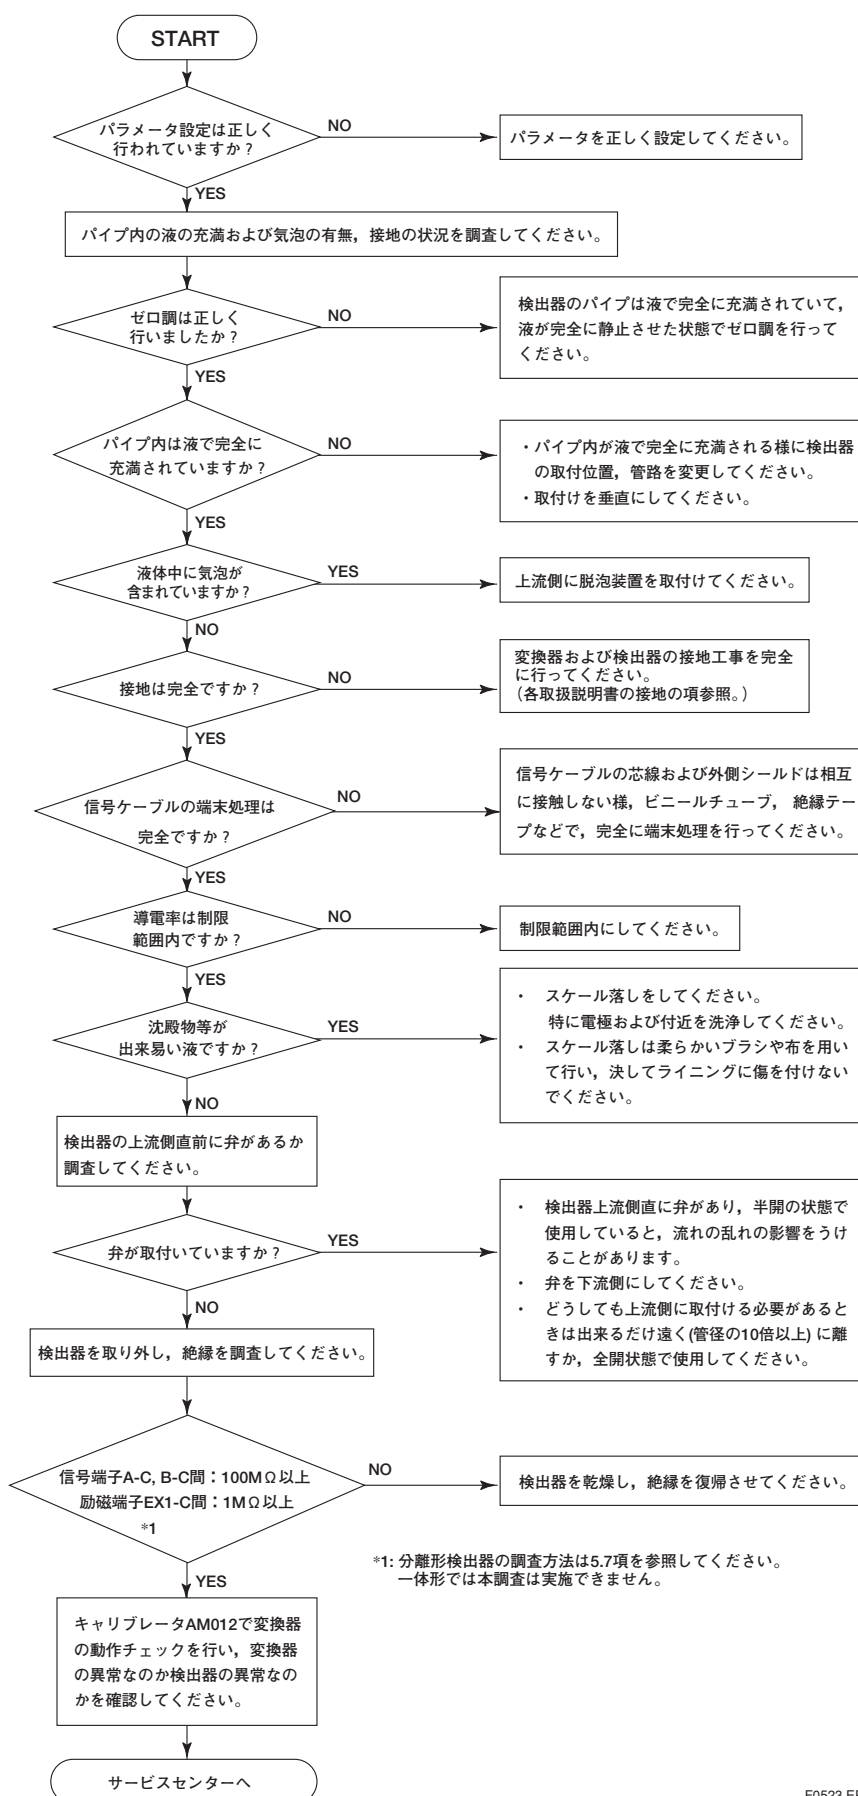 START
パラメータ設定は正しく
行われていますか？
NO
パラメータを正しく設定してください。
YES
パイプ内の液の充満および気泡の有無，接地の状況を調査してください。
ゼロ調は正しく
行いましたか？
NO
検出器のパイプは液で完全に充満されていて，
液が完全に静止させた状態でゼロ調を行って
ください。
YES
パイプ内は液で完全に
充満されていますか？
NO
・パイプ内が液で完全に充満される様に検出器
の取付位置，管路を変更してください。
・取付けを垂直にしてください。
YES
液体中に気泡が
含まれていますか？
YES
上流側に脱泡装置を取付けてください。
NO
接地は完全ですか？
NO
変換器および検出器の接地工事を完全
に行ってください。
（各取扱説明書の接地の項参照。）
YES
信号ケーブルの端末処理は
完全ですか？
NO
信号ケーブルの芯線および外側シールドは相互
に接触しない様，ビニールチューブ， 絶縁テー
プなどで，完全に端末処理を行ってください。
YES
導電率は制限
範囲内ですか？
NO
制限範囲内にしてください。
YES
沈殿物等が
出来易い液ですか？
YES
・ スケール落しをしてください。
特に電極および付近を洗浄してください。
・ スケール落しは柔らかいブラシや布を用い
て行い，決してライニングに傷を付けない
でください。
NO
検出器の上流側直前に弁があるか
調査してください。
弁が取付いていますか？
YES
・ 検出器上流側直に弁があり，半開の状態で
使用していると，流れの乱れの影響をうけ
ることがあります。
・ 弁を下流側にしてください。
・ どうしても上流側に取付ける必要があると
きは出来るだけ遠く(管径の10倍以上) に離
すか，全開状態で使用してください。
NO
検出器を取り外し，絶縁を調査してください。
信号端子A-C, B-C間：100MΩ以上
励磁端子EX1-C間：1MΩ以上
*1
NO
検出器を乾燥し，絶縁を復帰させてください。
*1: 分離形検出器の調査方法は5.7項を参照してください。
一体形では本調査は実施できません。
YES
キャリブレータAM012で変換器
の動作チェックを行い，変換器
の異常なのか検出器の異常なの
かを確認してください。
サービスセンターへ